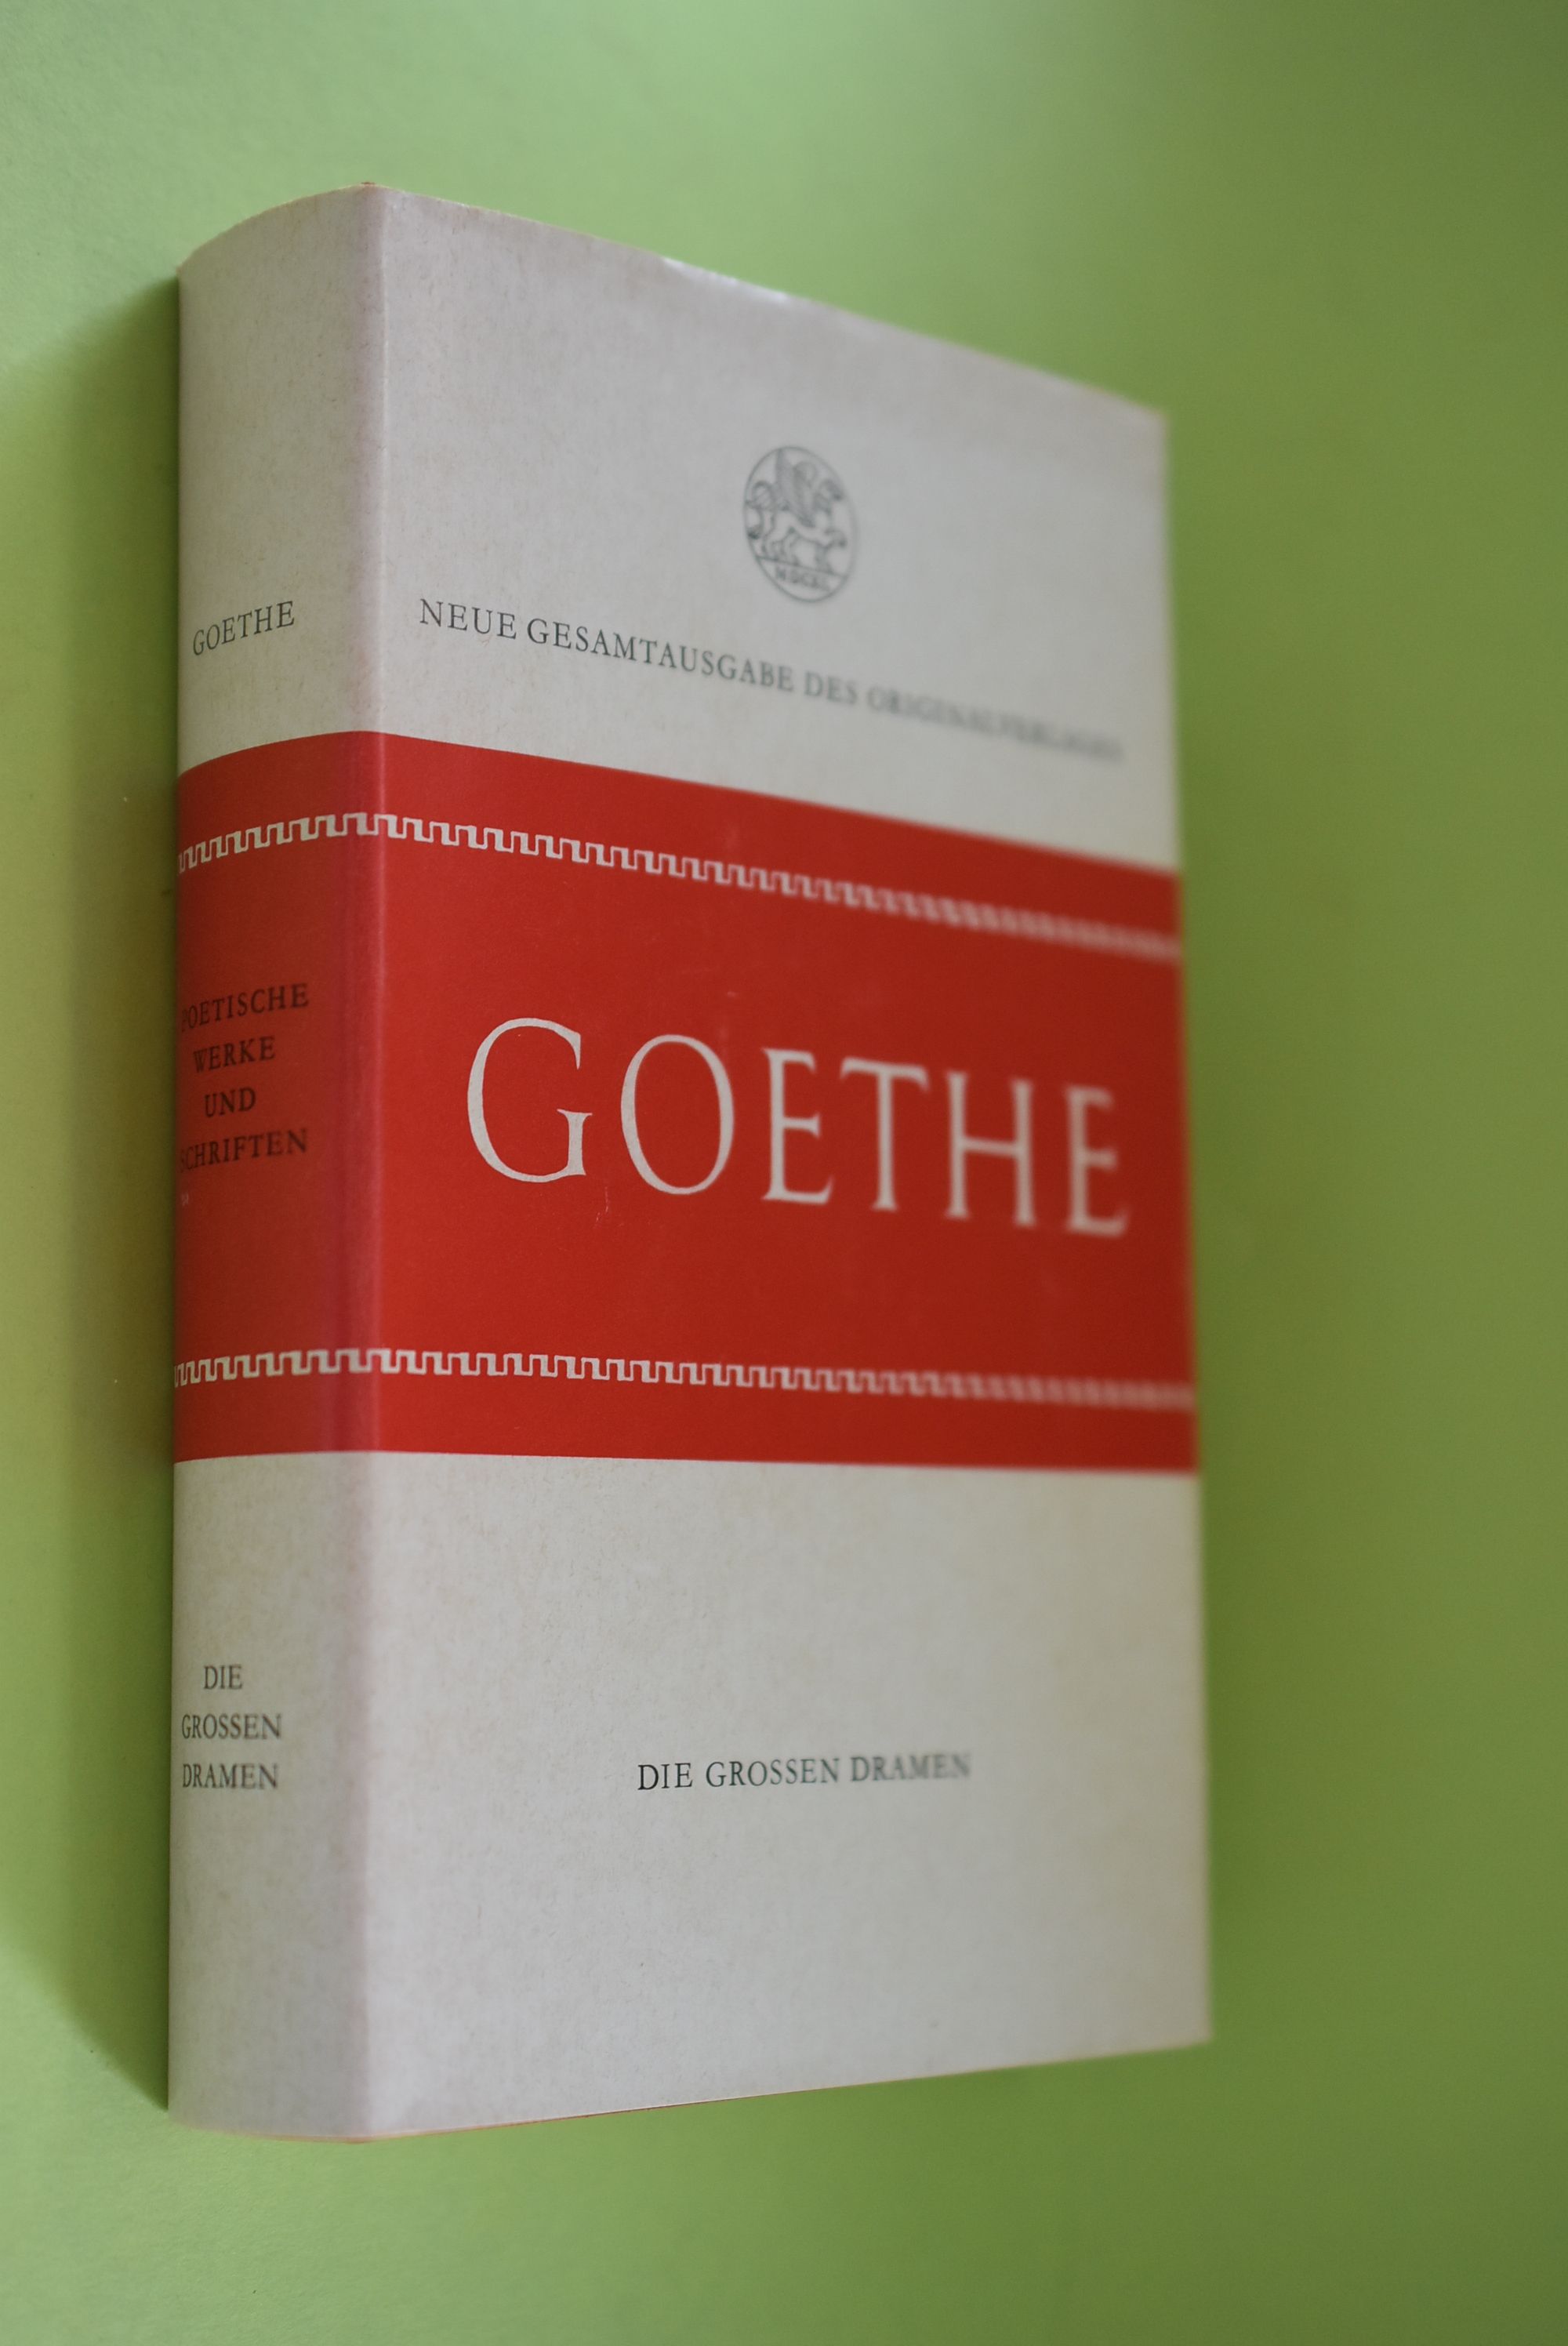 GOETHE
POETISCHE
WERKE
UND
SCHRIFTEN
DIE
GROSSEN
DRAMEN
NEUE GESAMTAUSGABE DES ORIGINALVERLAGES
GOETHE
DIE GROSSEN DRAMEN